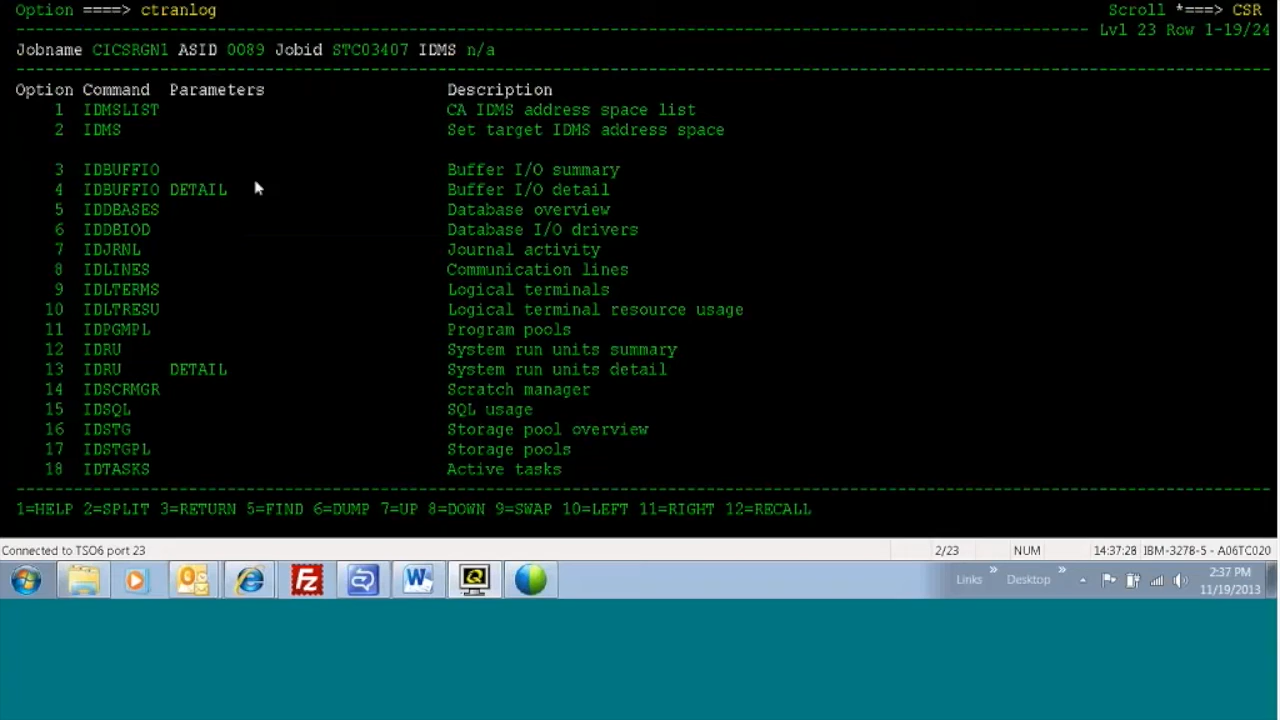 Option ====> ctranlog Scroll *===> CSR
Lvl 23 Row 1-19/24
Jobname CICSRGN1 ASID 0089 Jobid STC03407 IDMS n/a
Option Command Parameters Description
1 IDMSLIST CA IDMS address space list
2 IDMS Set target IDMS address space
3 IDBUFFIO Buffer I/O summary
4 IDBUFFIO DETAIL Buffer I/O detail
5 IDDBASES Database overview
6 IDDBIOD Database I/O drivers
7 IDJRNL Journal activity
8 IDLINES Communication lines
9 IDLTERMS Logical terminals
10 IDLTRESU Logical terminal resource usage
11 IDPGMPL Program pools
12 IDRU System run units summary
13 IDRU DETAIL System run units detail
14 IDSCRMGR Scratch manager
15 IDSQL SQL usage
16 IDSTG Storage pool overview
17 IDSTGPL Storage pools
18 IDTASKS Active tasks
1=HELP 2=SPLIT 3=RETURN 5=FIND 6=DUMP 7=UP 8=DOWN 9=SWAP 10=LEFT 11=RIGHT 12=RECALL
Connected to TSO6 port 23 2/23 NUM 14:37:28 IBM-3278-5 - A06TC020
Links » Desktop » 2:37 PM
11/19/2013